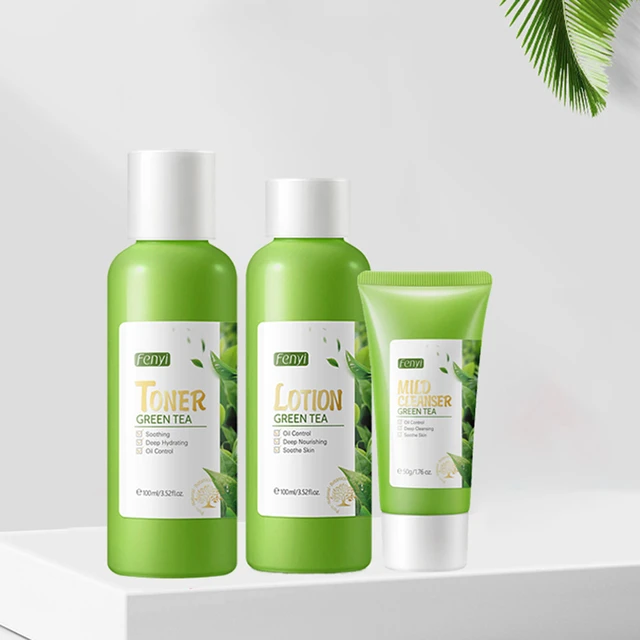 Fenyi
TONER
GREEN TEA
Soothing
Deep Hydrating
Oil Control
℮100ml/3.52fl.oz.
Fenyi
LOTION
GREEN TEA
Oil Control
Deep Nourishing
Soothe Skin
℮100ml/3.52fl.oz.
Fenyi
MILD
CLEANSER
GREEN TEA
Oil Control
Deep Cleansing
Soothe Skin
℮50g/1.76 oz.